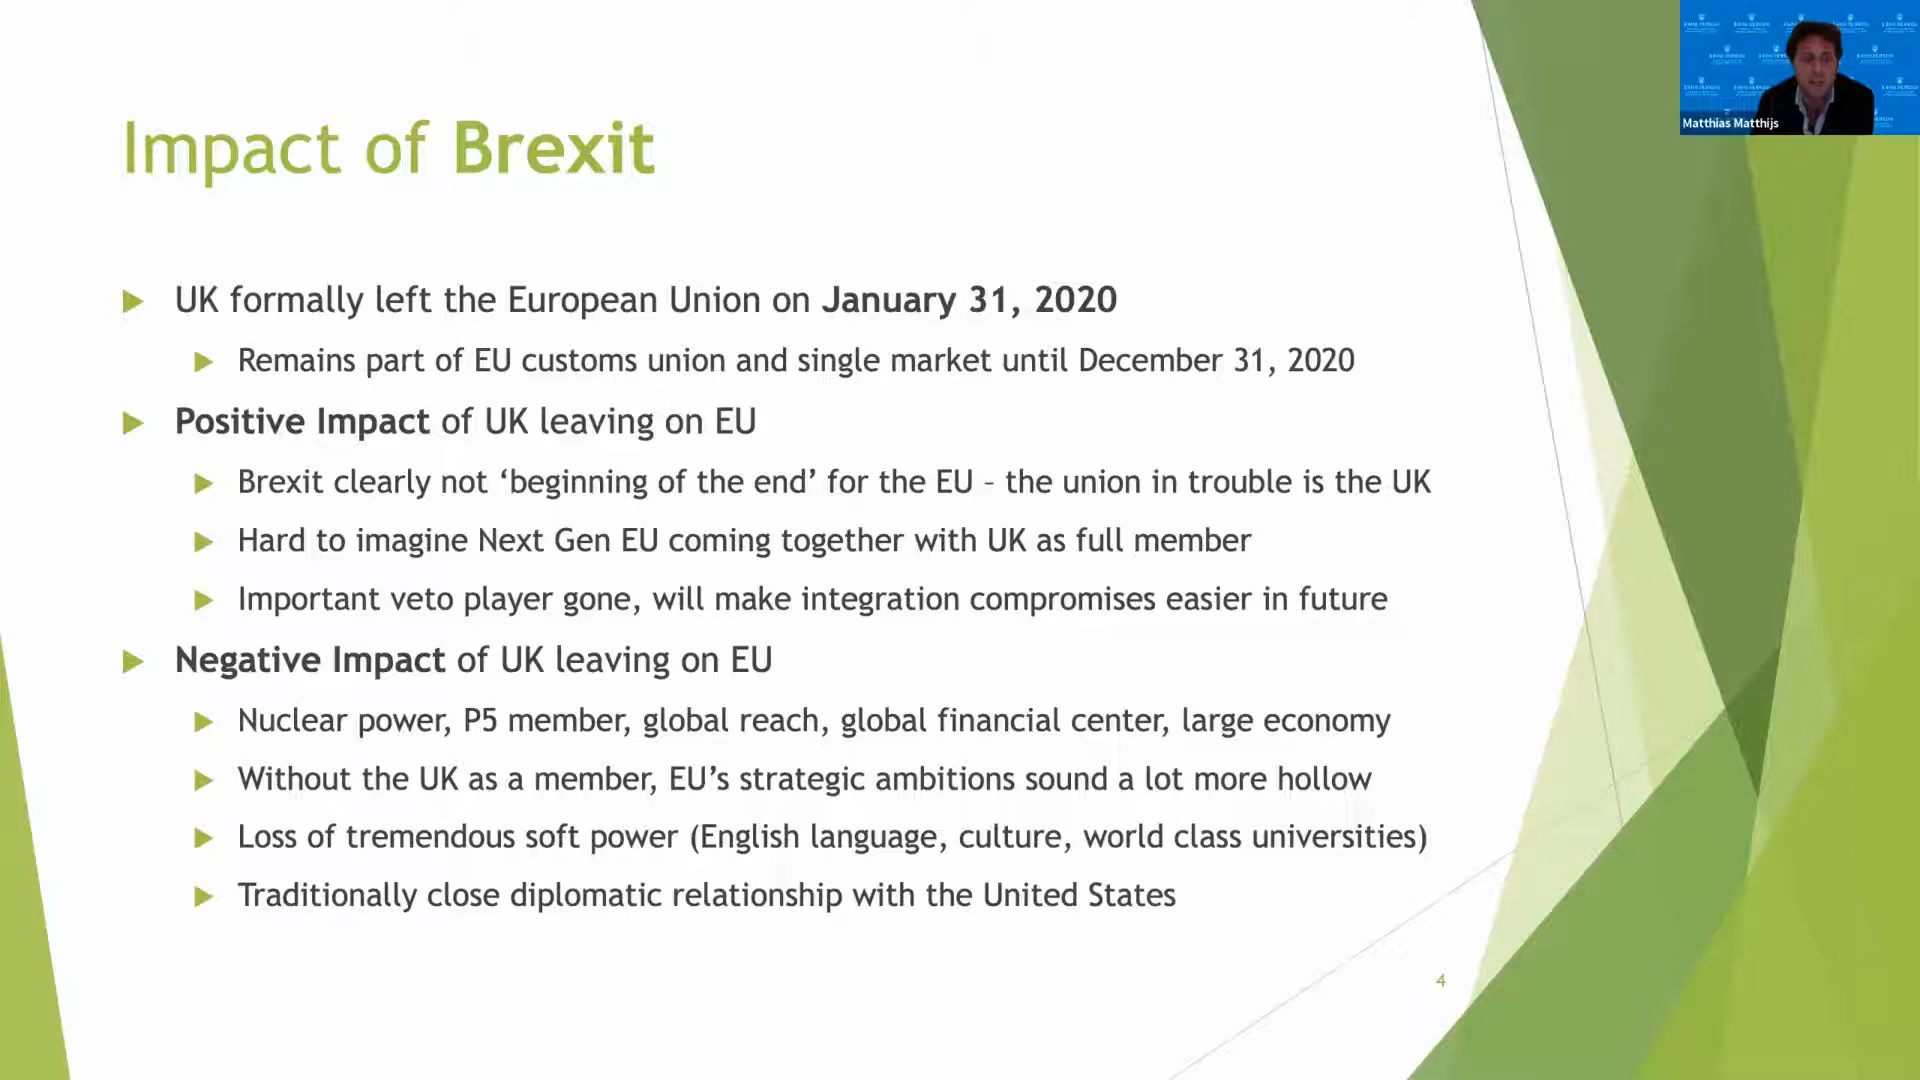 Matthias Matthijs
Impact of Brexit
UK formally left the European Union on January 31, 2020
Remains part of EU customs union and single market until December 31, 2020
Positive Impact of UK leaving on EU
Brexit clearly not ‘beginning of the end’ for the EU – the union in trouble is the UK
Hard to imagine Next Gen EU coming together with UK as full member
Important veto player gone, will make integration compromises easier in future
Negative Impact of UK leaving on EU
Nuclear power, P5 member, global reach, global financial center, large economy
Without the UK as a member, EU’s strategic ambitions sound a lot more hollow
Loss of tremendous soft power (English language, culture, world class universities)
Traditionally close diplomatic relationship with the United States
4